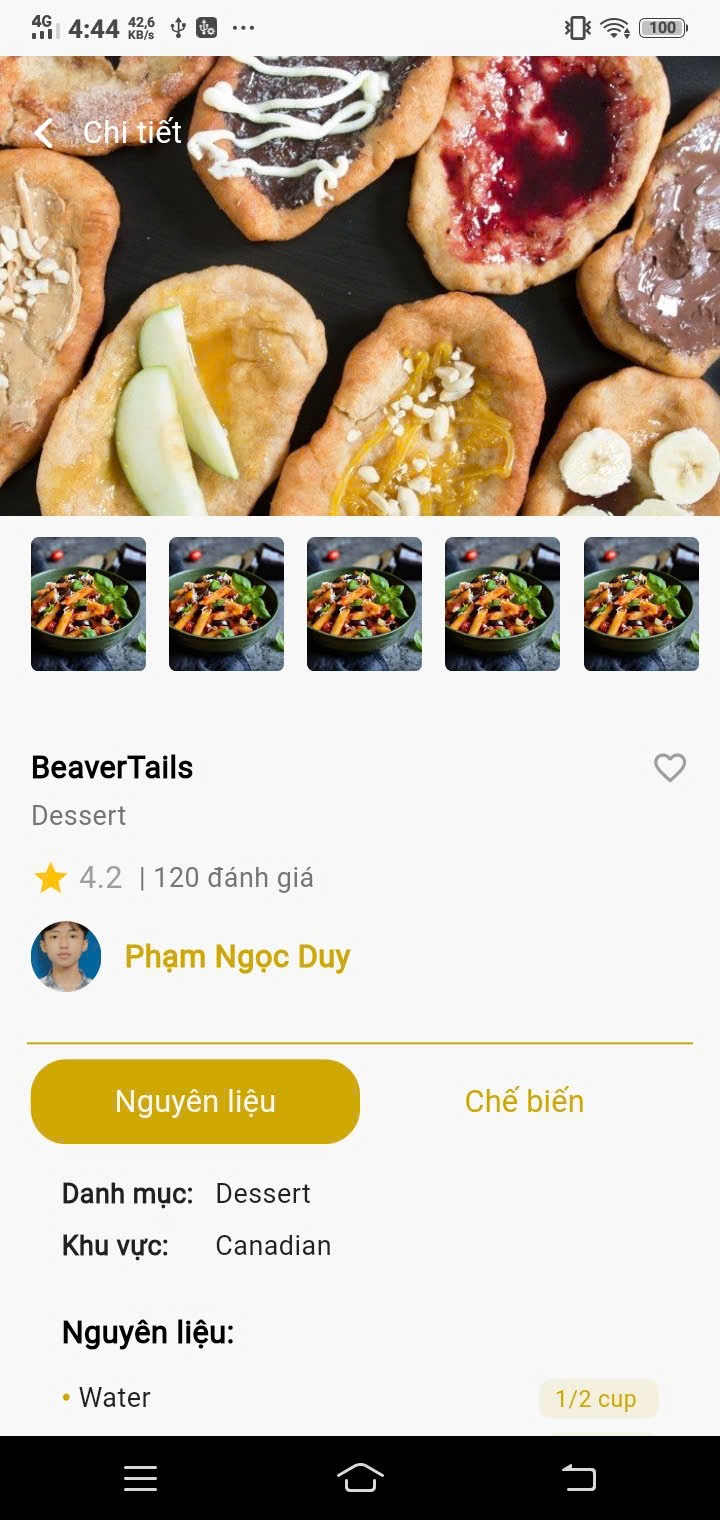 4G 4:44 42,6 KB/s ... 100
Chi tiết
BeaverTails
Dessert
4.2 | 120 đánh giá
Phạm Ngọc Duy
Nguyên liệu Chế biến
Danh mục: Dessert
Khu vực: Canadian
Nguyên liệu:
• Water 1/2 cup